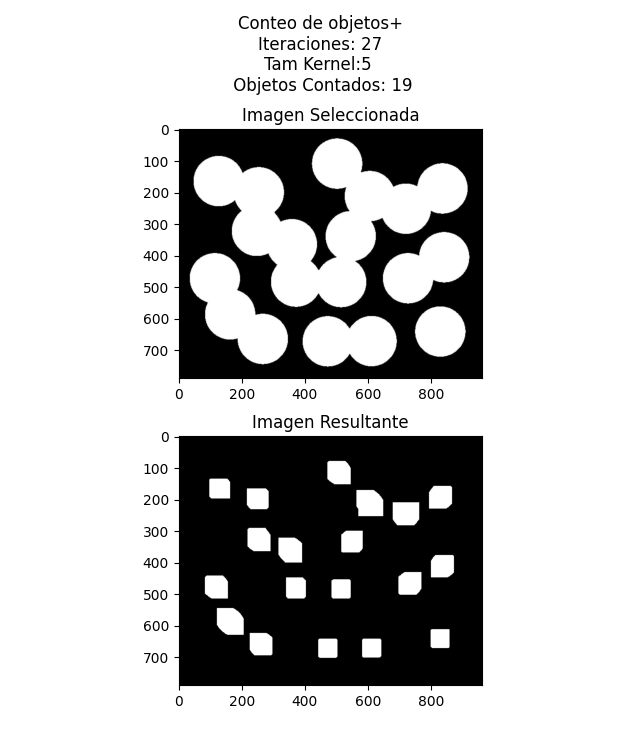 Conteo de objetos+
Iteraciones: 27
Tam Kernel:5
Objetos Contados: 19
Imagen Seleccionada
0
100
200
300
400
500
600
700
0 200 400 600 800
Imagen Resultante
0
100
200
300
400
500
600
700
0 200 400 600 800